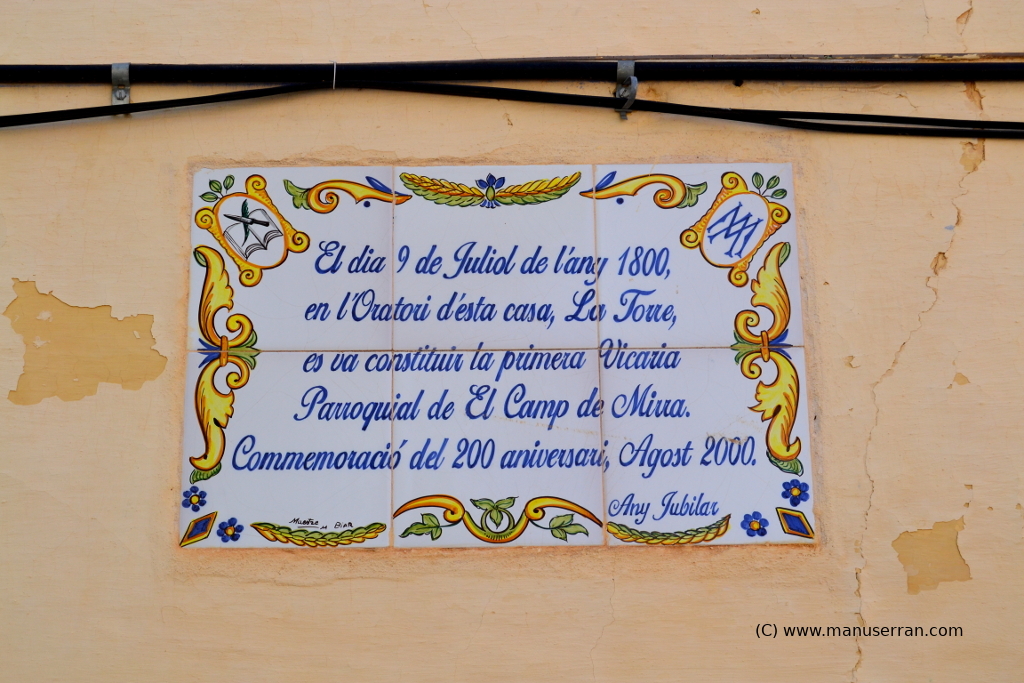 El dia 9 de Juliol de l'any 1800,
en l'Oratori d'esta casa, La Torre,
es va constituir la primera Vicaria
Parroquial de El Camp de Mirra.
Commemoració del 200 aniversari, Agost 2000.
Any Jubilar
(C) www.manuserran.com